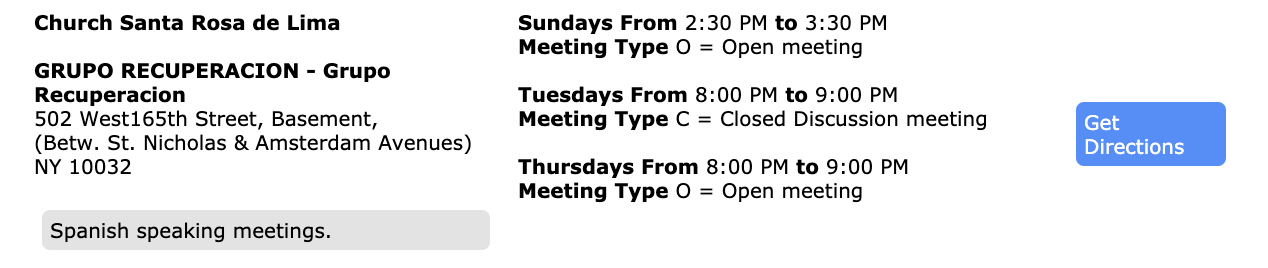 Church Santa Rosa de Lima
GRUPO RECUPERACION - Grupo
Recuperacion
502 West165th Street, Basement,
(Betw. St. Nicholas & Amsterdam Avenues)
NY 10032
Spanish speaking meetings.
Sundays From 2:30 PM to 3:30 PM
Meeting Type O = Open meeting
Tuesdays From 8:00 PM to 9:00 PM
Meeting Type C = Closed Discussion meeting
Thursdays From 8:00 PM to 9:00 PM
Meeting Type O = Open meeting
Get
Directions